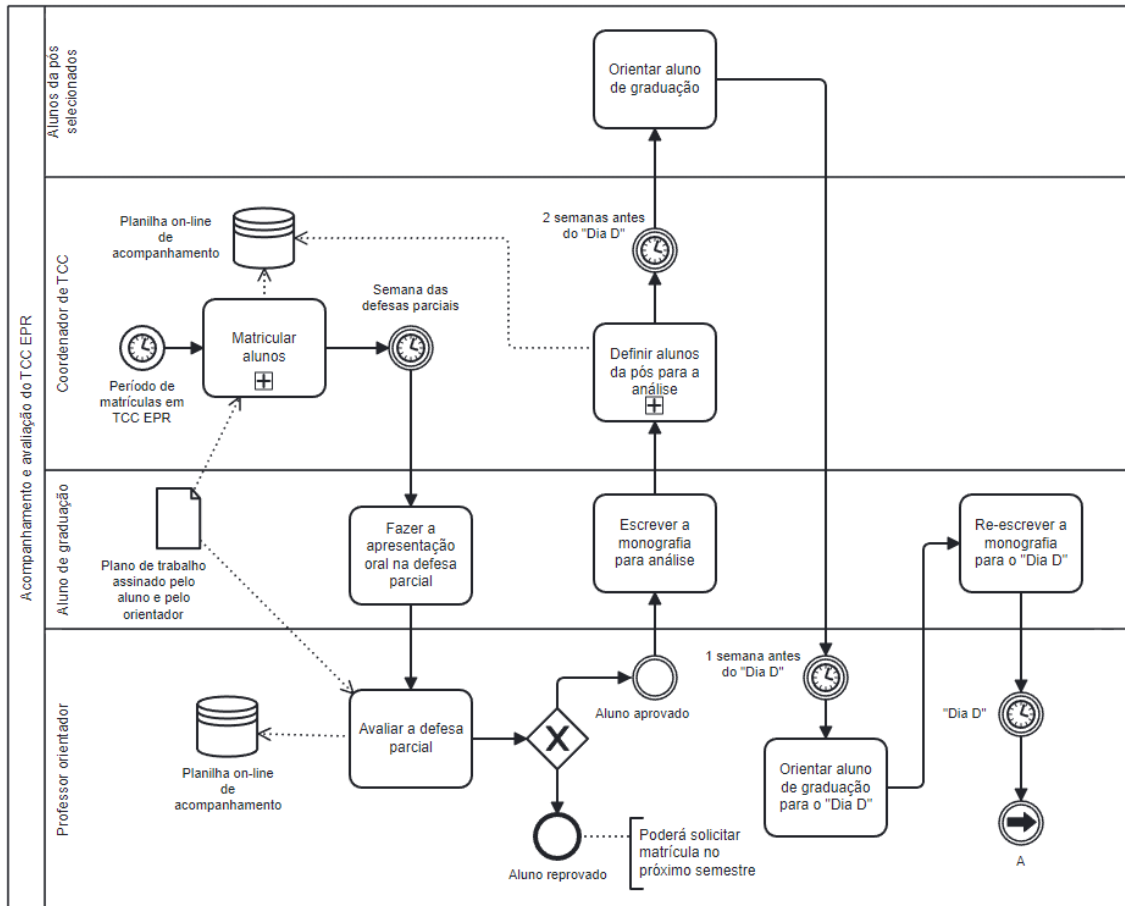 Acompanhamento e avaliação do TCC EPR
Alunos da pós
selecionados
Orientar aluno
de graduação
Coordenador de TCC
Planilha on-line
de
acompanhamento
2 semanas antes
do "Dia D"
Semana das
defesas parciais
Matricular
alunos
Definir alunos
da pós para a
análise
Período de
matrículas em
TCC EPR
Aluno de graduação
Plano de trabalho
assinado pelo
aluno e pelo
orientador
Fazer a
apresentação
oral na defesa
parcial
Escrever a
monografia
para análise
Re-escrever a
monografia
para o "Dia D"
Professor orientador
1 semana antes
do "Dia D"
Aluno aprovado
"Dia D"
Avaliar a defesa
parcial
X
Planilha on-line
de
acompanhamento
Orientar aluno
de graduação
para o "Dia D"
Poderá solicitar
matrícula no
próximo semestre
Aluno reprovado
A